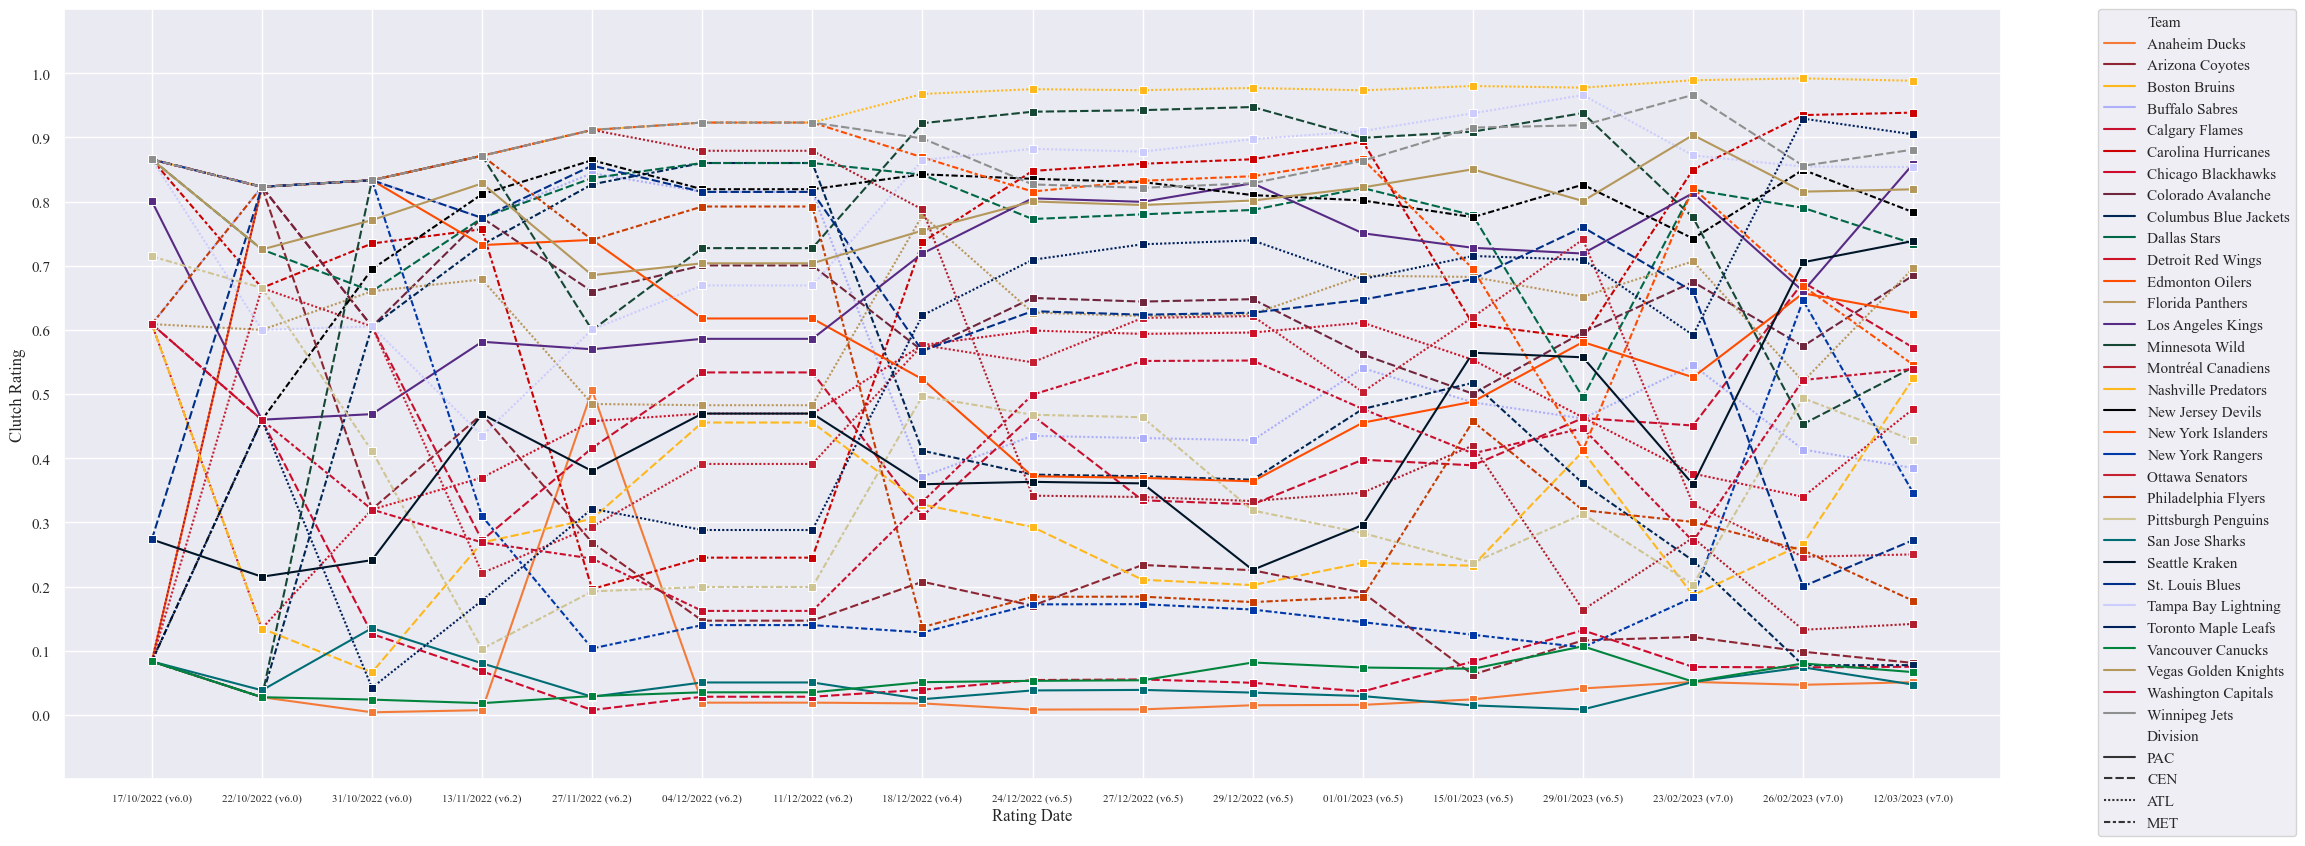 1.0
0.9
0.8
0.7
0.6
0.5
0.4
0.3
0.2
0.1
0.0
Clutch Rating
17/10/2022 (v6.0)
22/10/2022 (v6.0)
31/10/2022 (v6.0)
13/11/2022 (v6.2)
27/11/2022 (v6.2)
04/12/2022 (v6.2)
11/12/2022 (v6.2)
18/12/2022 (v6.4)
24/12/2022 (v6.5)
27/12/2022 (v6.5)
29/12/2022 (v6.5)
01/01/2023 (v6.5)
15/01/2023 (v6.5)
29/01/2023 (v6.5)
23/02/2023 (v7.0)
26/02/2023 (v7.0)
12/03/2023 (v7.0)
Rating Date
Team
Anaheim Ducks
Arizona Coyotes
Boston Bruins
Buffalo Sabres
Calgary Flames
Carolina Hurricanes
Chicago Blackhawks
Colorado Avalanche
Columbus Blue Jackets
Dallas Stars
Detroit Red Wings
Edmonton Oilers
Florida Panthers
Los Angeles Kings
Minnesota Wild
Montréal Canadiens
Nashville Predators
New Jersey Devils
New York Islanders
New York Rangers
Ottawa Senators
Philadelphia Flyers
Pittsburgh Penguins
San Jose Sharks
Seattle Kraken
St. Louis Blues
Tampa Bay Lightning
Toronto Maple Leafs
Vancouver Canucks
Vegas Golden Knights
Washington Capitals
Winnipeg Jets
Division
PAC
CEN
ATL
MET